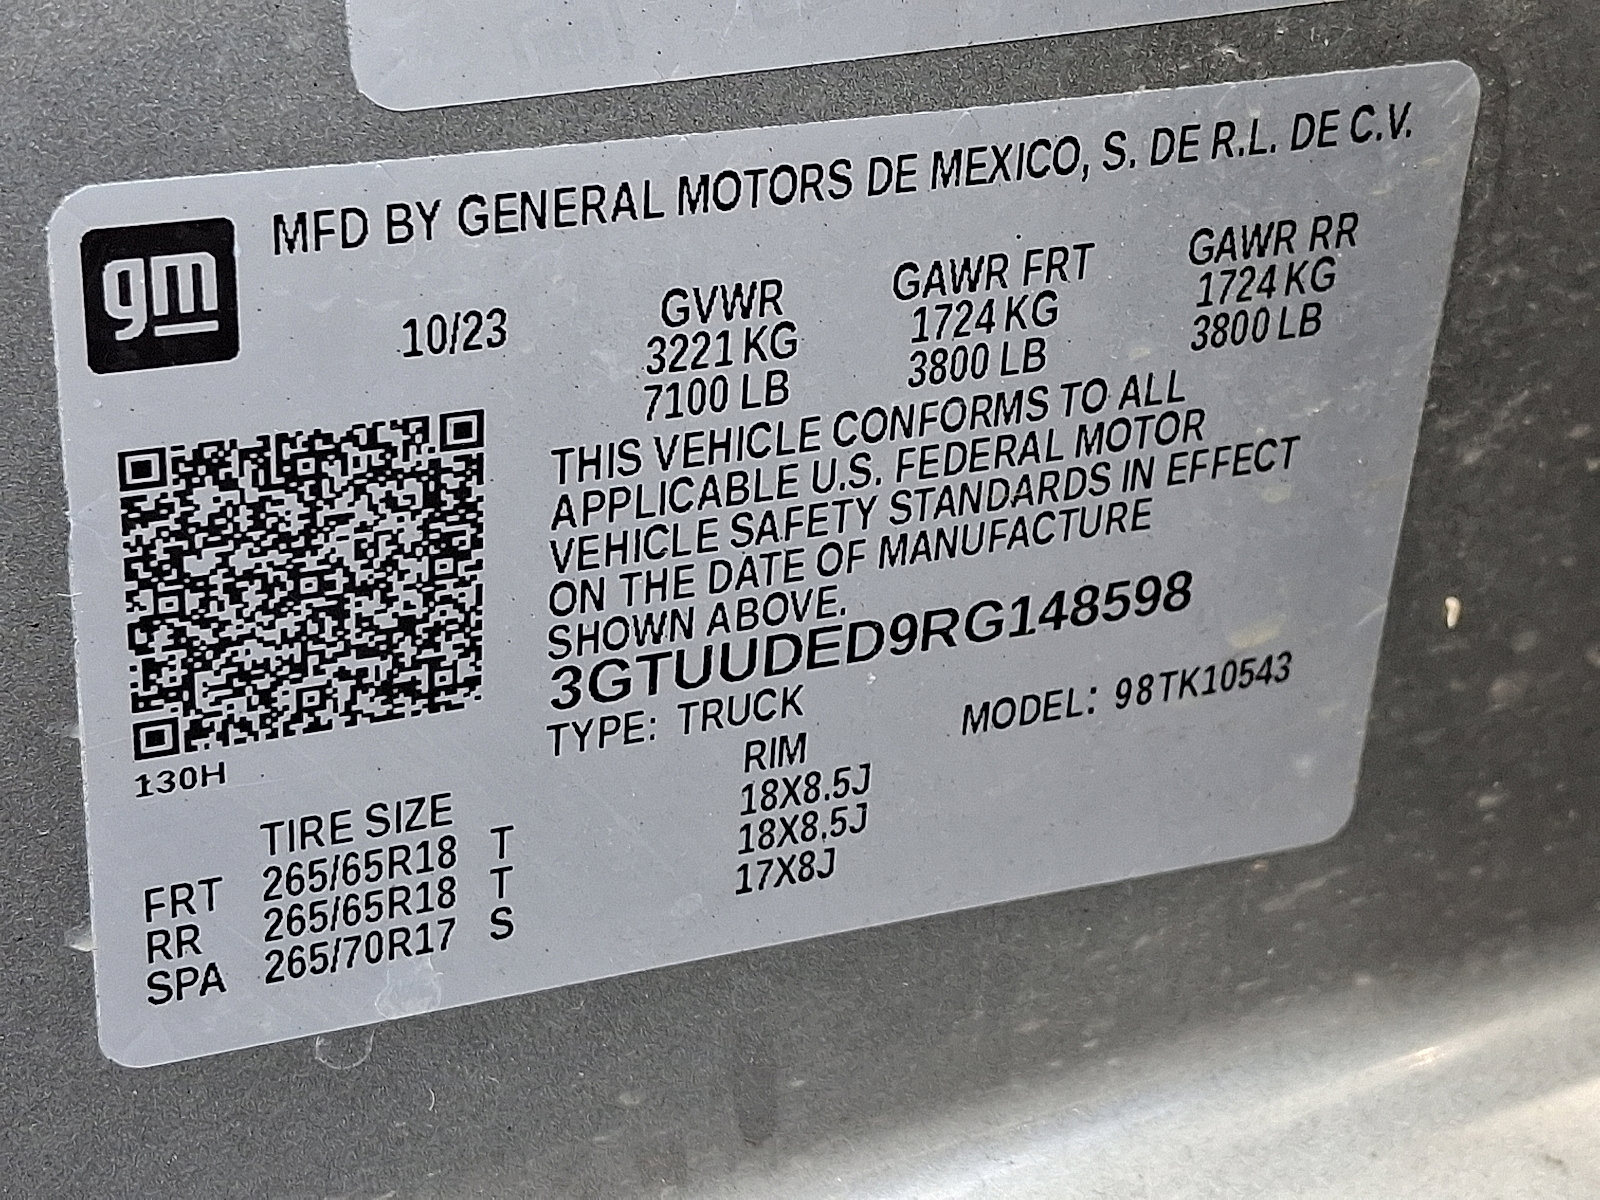 gm
MFD BY GENERAL MOTORS DE MEXICO, S. DE R.L. DE C.V.
10/23
GVWR GAWR FRT GAWR RR
3221 KG 1724 KG 1724 KG
7100 LB 3800 LB 3800 LB
THIS VEHICLE CONFORMS TO ALL
APPLICABLE U.S. FEDERAL MOTOR
VEHICLE SAFETY STANDARDS IN EFFECT
ON THE DATE OF MANUFACTURE
SHOWN ABOVE.
3GTUUDED9RG148598
TYPE: TRUCK MODEL: 98TK10543
130H
TIRE SIZE RIM
FRT 265/65R18 T 18X8.5J
RR 265/65R18 T 18X8.5J
SPA 265/70R17 S 17X8J